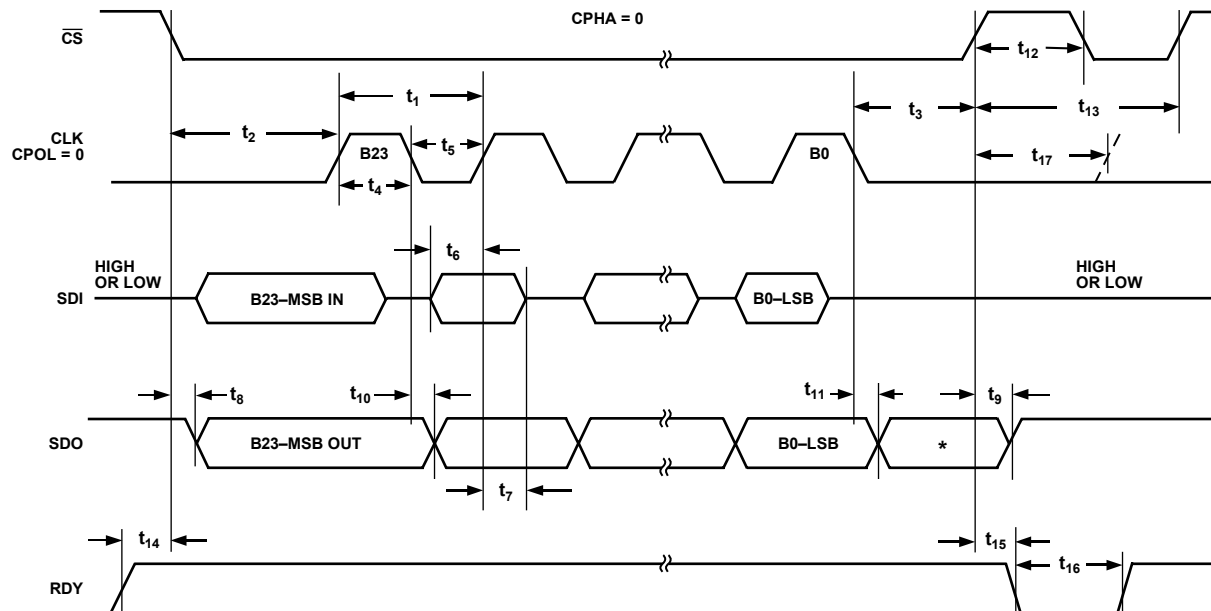 CPHA = 0
CS
t12
t1
t3
t13
CLK
CPOL = 0
t2
B23
t5
B0
t17
t4
t6
HIGH
OR LOW
HIGH
OR LOW
SDI
B23–MSB IN
B0–LSB
t8
t10
t11
t9
SDO
B23–MSB OUT
B0–LSB
*
t7
t14
t15
t16
RDY